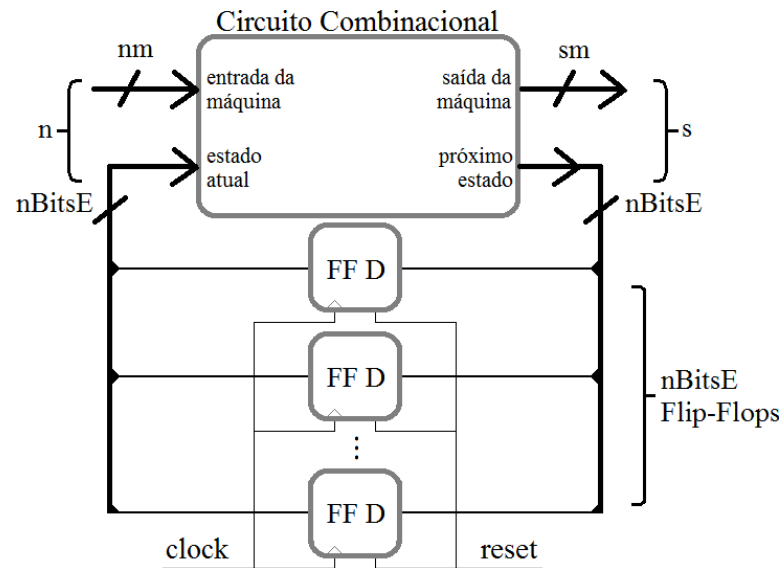 Circuito Combinacional
nm
entrada da
máquina
saída da
máquina
sm
n
s
estado
atual
próximo
estado
nBitsE
nBitsE
FF D
FF D
nBitsE
Flip-Flops
⋮
FF D
clock
reset